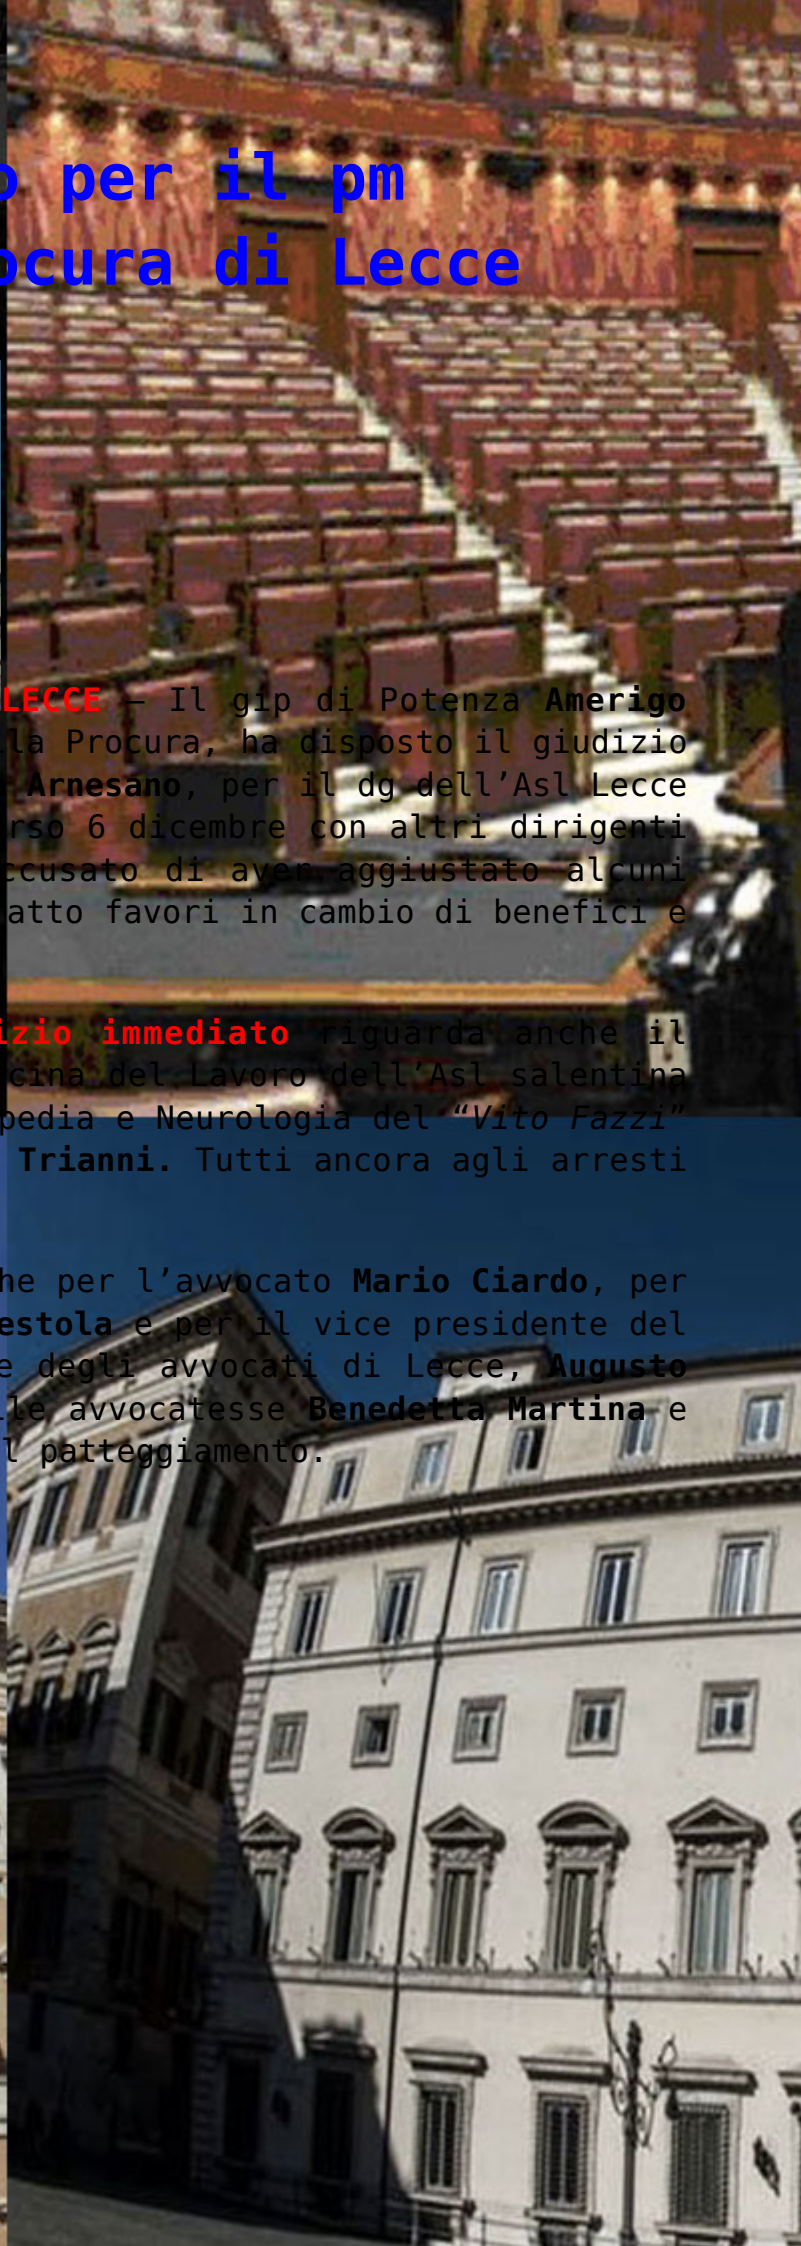 o per il pm
ocura di Lecce
LECCE – Il gip di Potenza Amerigo
lla Procura, ha disposto il giudizio
Arnesano, per il dg dell’Asl Lecce
rso 6 dicembre con altri dirigenti
ccusato di aver aggiustato alcuni
atto favori in cambio di benefici e
izio immediato riguarda anche il
cina del Lavoro dell’Asl salentina
pedia e Neurologia del “Vito Fazzi”
Trianni. Tutti ancora agli arresti
he per l’avvocato Mario Ciardo, per
estola e per il vice presidente del
e degli avvocati di Lecce, Augusto
lle avvocatesse Benedetta Martina e
l patteggiamento.